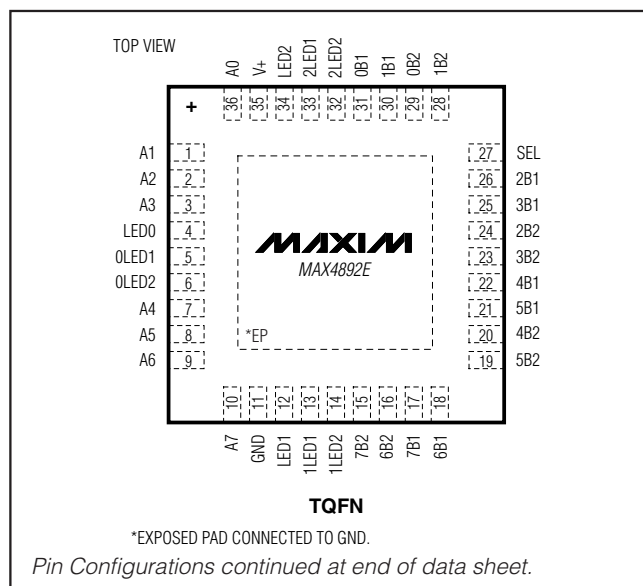 TOP VIEW
A0
V+
LED2
2LED1
2LED2
0B1
1B1
0B2
1B2
+
36
35
34
33
32
31
30
29
28
A1 1
A2 2
A3 3
LED0 4
0LED1 5
0LED2 6
A4 7
A5 8
A6 9
MAXIM
MAX4892E
*EP
27 SEL
26 2B1
25 3B1
24 2B2
23 3B2
22 4B1
21 5B1
20 4B2
19 5B2
10
11
12
13
14
15
16
17
18
A7
GND
LED1
1LED1
1LED2
7B2
6B2
7B1
6B1
TQFN
*EXPOSED PAD CONNECTED TO GND.
Pin Configurations continued at end of data sheet.